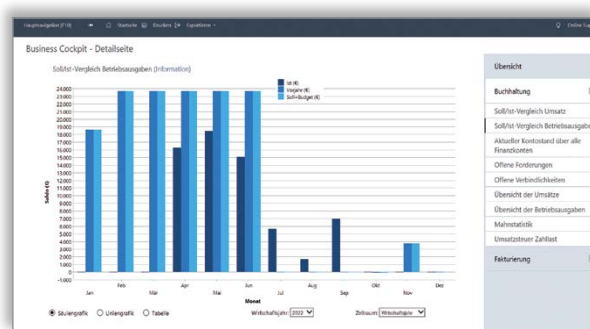 Hauptnavigation (F10) Startseite Drucken Exportieren Online Sup
Business Cockpit - Detailseite
Soll/Ist-Vergleich Betriebsausgaben (Information)
Ist (€)
Vorjahr (€)
Soll=Budget (€)
24.000
23.000
22.000
21.000
20.000
19.000
18.000
17.000
16.000
15.000
14.000
13.000
12.000
11.000
10.000
9.000
8.000
7.000
6.000
5.000
4.000
3.000
2.000
1.000
0
-1.000
Saldo (€)
Jan Feb Mär Apr Mai Jun Jul Aug Sep Okt Nov Dez
Monat
Säulengrafik Liniengrafik Tabelle Wirtschaftsjahr: 2022 Zeitraum: Wirtschaftsjahr
Übersicht
Buchhaltung
Soll/Ist-Vergleich Umsatz
Soll/Ist-Vergleich Betriebsausgabe
Aktueller Kontostand über alle
Finanzkonten
Offene Forderungen
Offene Verbindlichkeiten
Übersicht der Umsätze
Übersicht der Betriebsausgaben
Mahnstatistik
Umsatzsteuer Zahllast
Fakturierung